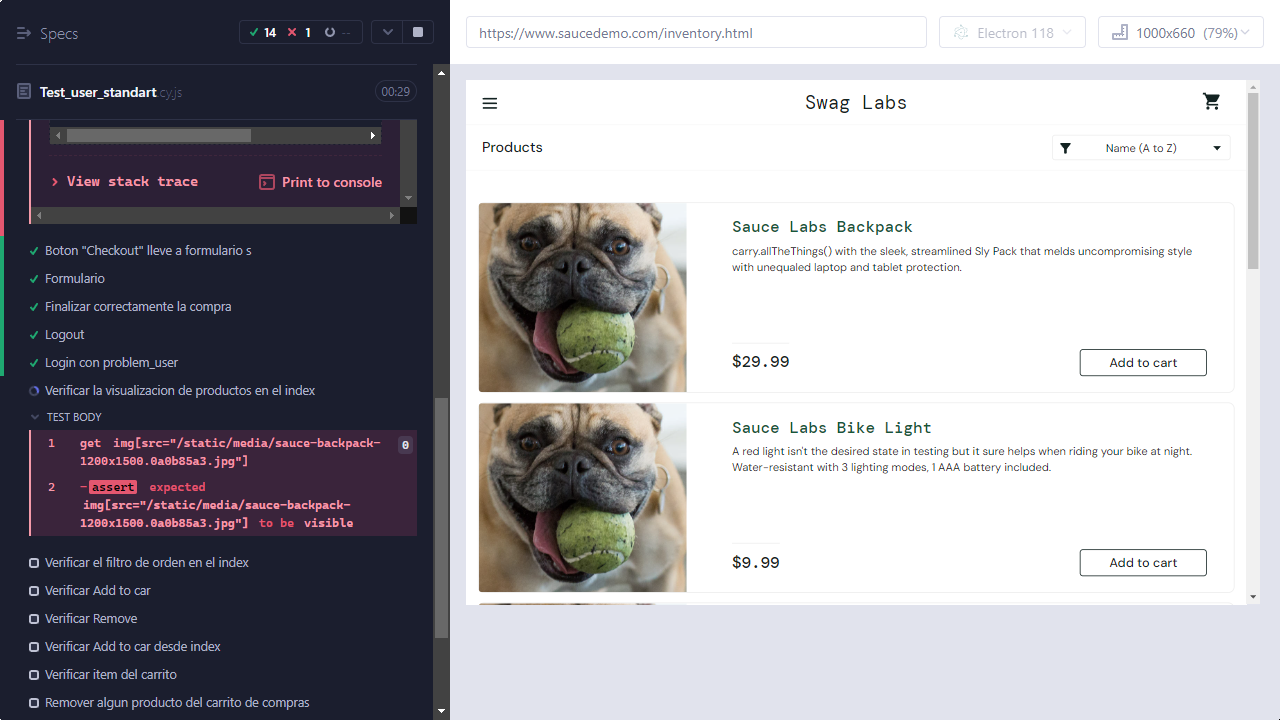 Specs
14
1
--
Test_user_standart cy.js
00:29
View stack trace
Print to console
Boton "Checkout" lleve a formulario s
Formulario
Finalizar correctamente la compra
Logout
Login con problem_user
Verificar la visualizacion de productos en el index
TEST BODY
1 get img[src="/static/media/sauce-backpack-
1200x1500.0a0b85a3.jpg"]
0
2 -assert expected
img[src="/static/media/sauce-backpack-
1200x1500.0a0b85a3.jpg"] to be visible
Verificar el filtro de orden en el index
Verificar Add to car
Verificar Remove
Verificar Add to car desde index
Verificar item del carrito
Remover algun producto del carrito de compras
https://www.saucedemo.com/inventory.html
Electron 118
1000x660 (79%)
Swag Labs
Products
Name (A to Z)
Sauce Labs Backpack
carry.allTheThings() with the sleek, streamlined Sly Pack that melds uncompromising style
with unequaled laptop and tablet protection.
$29.99
Add to cart
Sauce Labs Bike Light
A red light isn't the desired state in testing but it sure helps when riding your bike at night.
Water-resistant with 3 lighting modes, 1 AAA battery included.
$9.99
Add to cart